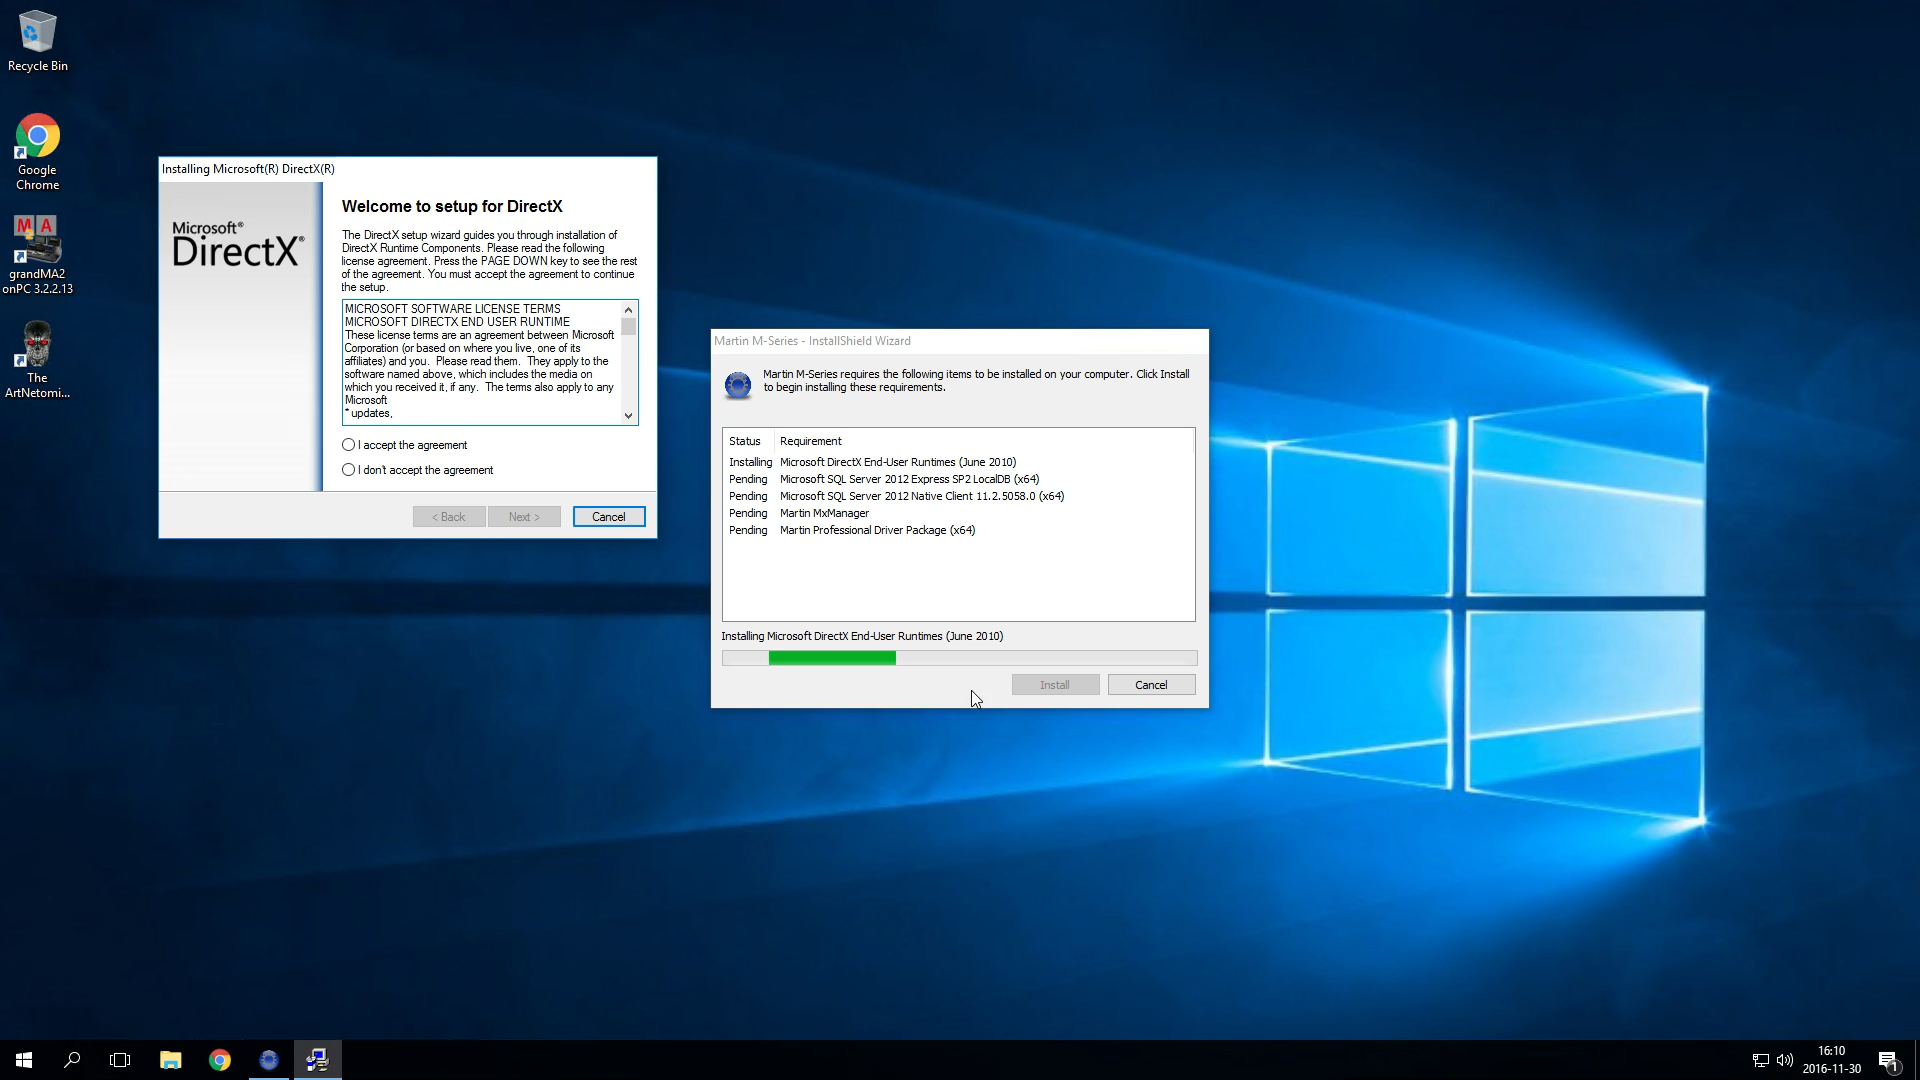 Recycle Bin
Google
Chrome
M A
grandMA2
onPC 3.2.2.13
The
ArtNetomi...
Installing Microsoft(R) DirectX(R)
Microsoft®
DirectX®
Welcome to setup for DirectX
The DirectX setup wizard guides you through installation of
DirectX Runtime Components. Please read the following
license agreement. Press the PAGE DOWN key to see the rest
of the agreement. You must accept the agreement to continue
the setup.
MICROSOFT SOFTWARE LICENSE TERMS
MICROSOFT DIRECTX END USER RUNTIME
These license terms are an agreement between Microsoft
Corporation (or based on where you live, one of its
affiliates) and you.  Please read them.  They apply to the
software named above, which includes the media on
which you received it, if any.  The terms also apply to any
Microsoft
* updates,
I accept the agreement
I don't accept the agreement
< Back
Next >
Cancel
Martin M-Series - InstallShield Wizard
Martin M-Series requires the following items to be installed on your computer. Click Install
to begin installing these requirements.
Status Requirement
Installing Microsoft DirectX End-User Runtimes (June 2010)
Pending Microsoft SQL Server 2012 Express SP2 LocalDB (x64)
Pending Microsoft SQL Server 2012 Native Client 11.2.5058.0 (x64)
Pending Martin MxManager
Pending Martin Professional Driver Package (x64)
Installing Microsoft DirectX End-User Runtimes (June 2010)
Install
Cancel
16:10
2016-11-30
1